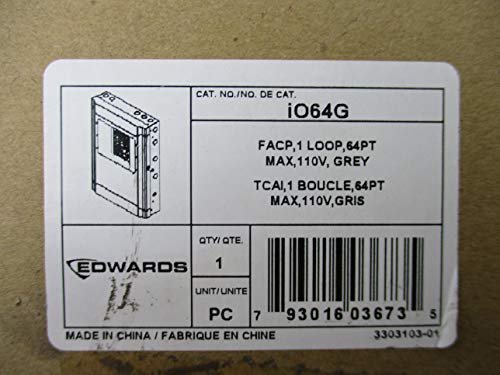 CAT. NO./NO. DE CAT.
iO64G
FACP,1 LOOP,64PT
MAX,110V, GREY
TCAI,1 BOUCLE,64PT
MAX,110V,GRIS
EDWARDS
QTY/ QTE.
1
UNIT/UNITE
PC
7 93016 03673 5
MADE IN CHINA / FABRIQUE EN CHINE
3303103-01